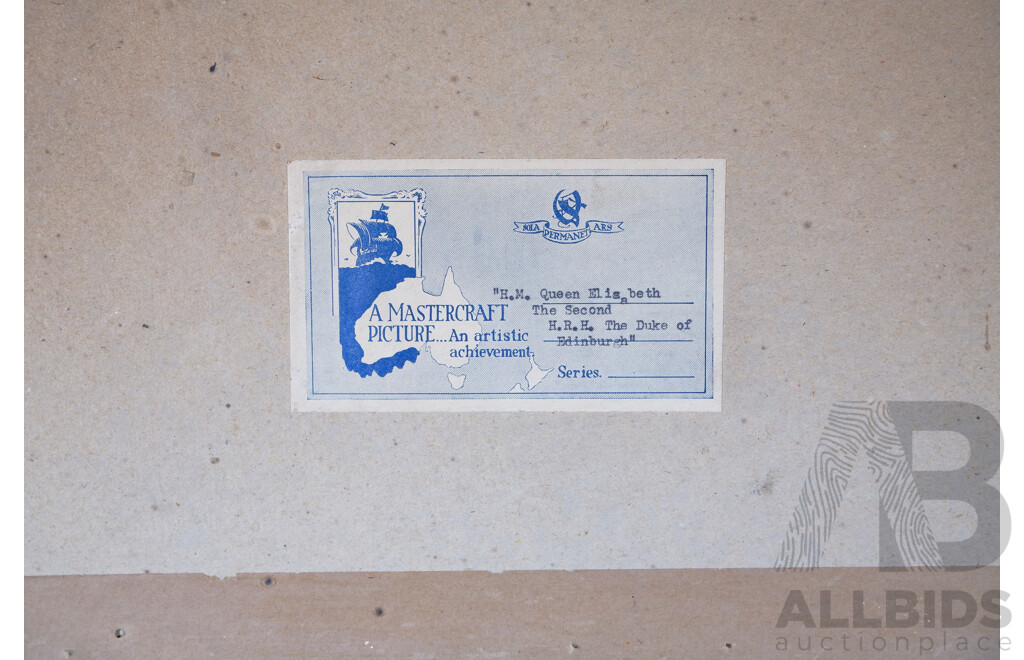 SOLA PERMANET ARS
"H.M. Queen Elisabeth
The Second
H.R.H. The Duke of
Edinburgh"
A MASTERCRAFT
PICTURE...An artistic
achievement.
Series.
AB
ALLBIDS
auctionplace